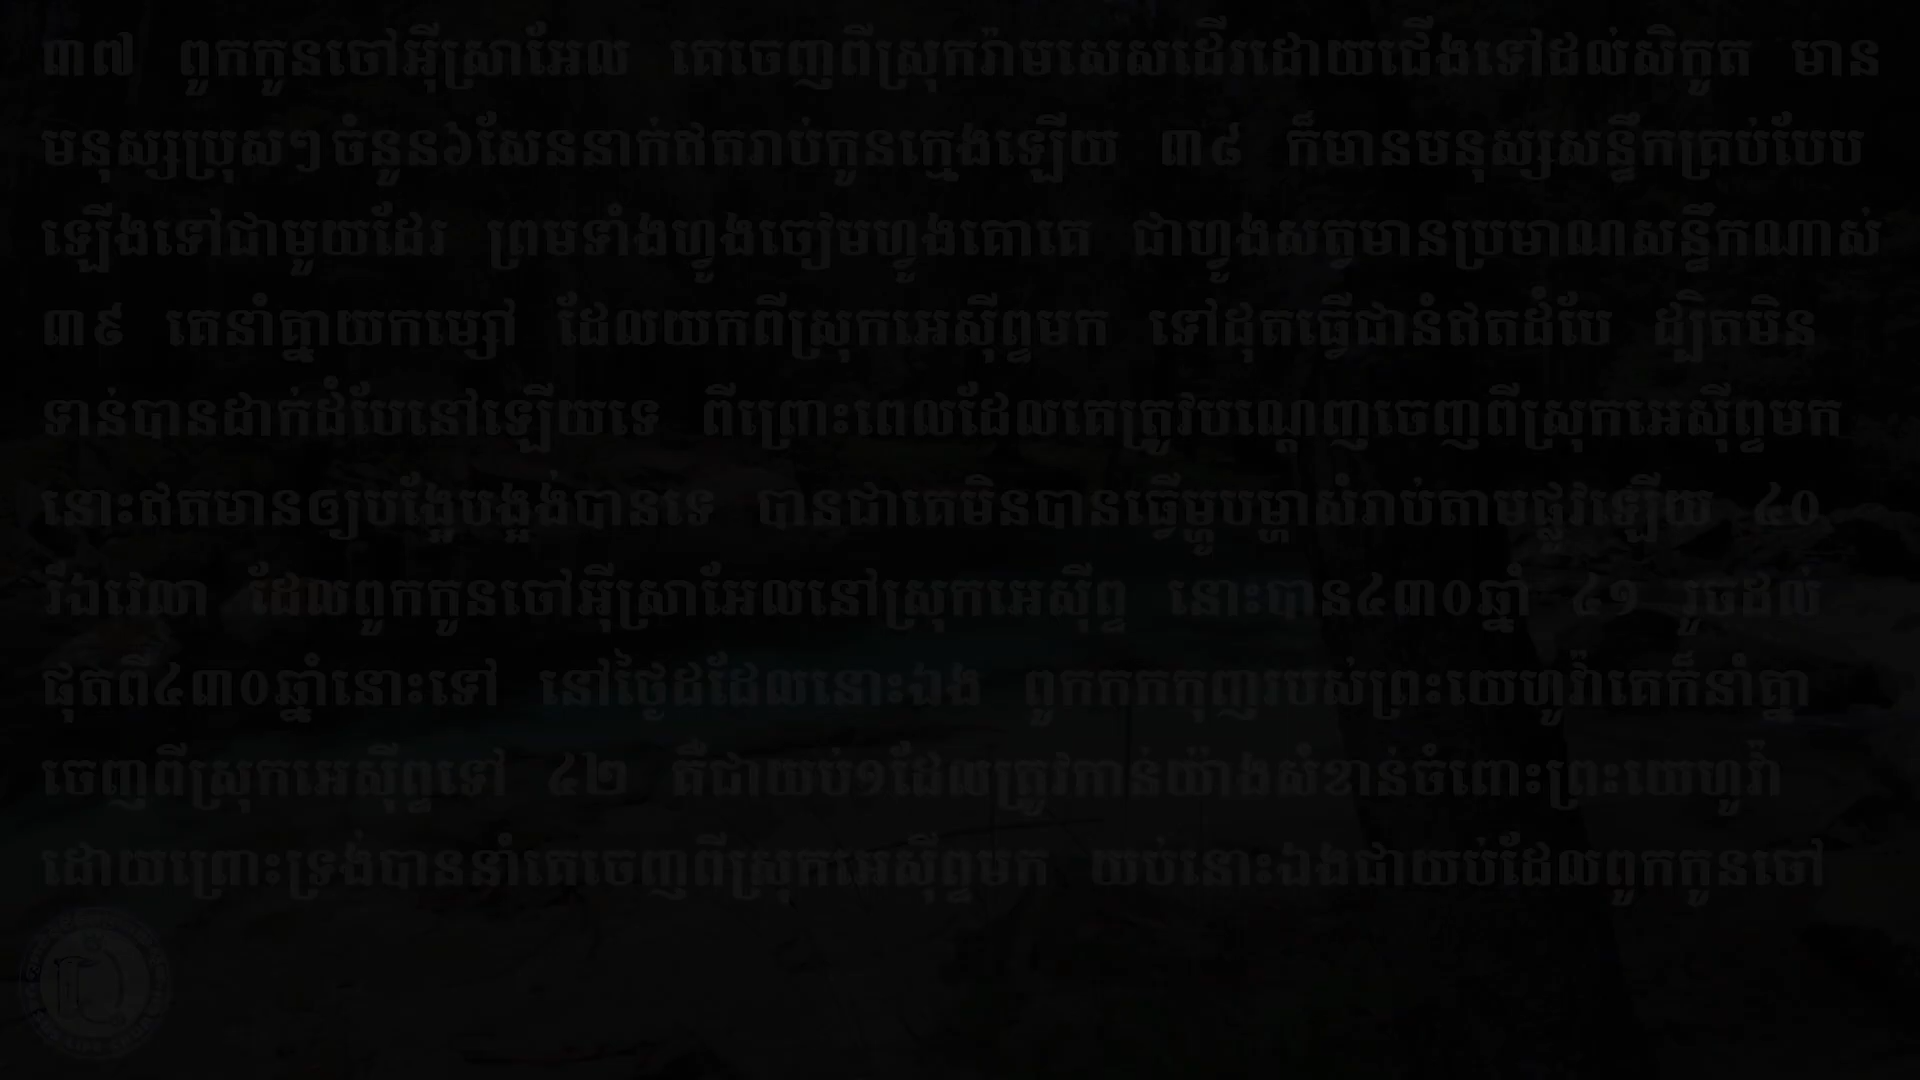 ៣៧ ពួកកូនចៅអ៊ីស្រាអែល គេចេញពីស្រុករ៉ាមសេសដើរដោយជើងទៅដល់សិកូត មាន
មនុស្សប្រុសៗចំនួន៦សែននាក់ឥតរាប់កូនក្មេងឡើយ ៣៨ ក៏មានមនុស្សសន្ធឹកគ្រប់បែប
ឡើងទៅជាមួយដែរ ព្រមទាំងហ្វូងចៀមហ្វូងគោគេ ជាហ្វូងសត្វមានប្រមាណសន្ធឹកណាស់
៣៩ គេនាំគ្នាយកម្សៅ ដែលយកពីស្រុកអេស៊ីព្ទមក ទៅដុតធ្វើជានំឥតដំបែ ដ្បិតមិន
ទាន់បានដាក់ដំបែនៅឡើយទេ ពីព្រោះពេលដែលគេត្រូវបណ្តេញចេញពីស្រុកអេស៊ីព្ទមក
នោះឥតមានឲ្យបង្អែបង្អង់បានទេ បានជាគេមិនបានធ្វើម្ហូបម្ហាសំរាប់តាមផ្លូវឡើយ ៤០
រីឯវេលា ដែលពួកកូនចៅអ៊ីស្រាអែលនៅស្រុកអេស៊ីព្ទ នោះបាន៤៣០ឆ្នាំ ៤១ រួចដល់
ផុតពី៤៣០ឆ្នាំនោះទៅ នៅថ្ងៃដដែលនោះឯង ពួកកកកុញរបស់ព្រះយេហូវ៉ាគេក៏នាំគ្នា
ចេញពីស្រុកអេស៊ីព្ទទៅ ៤២ គឺជាយប់១ដែលត្រូវកាន់យ៉ាងសំខាន់ចំពោះព្រះយេហូវ៉ា
ដោយព្រោះទ្រង់បាននាំគេចេញពីស្រុកអេស៊ីព្ទមក យប់នោះឯងជាយប់ដែលពួកកូនចៅ